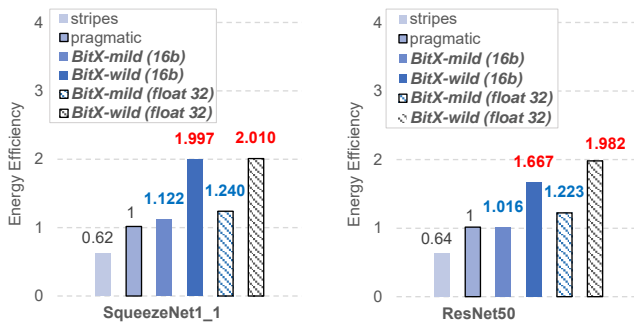 4
3
2
1
0
Energy Efficiency
stripes
pragmatic
BitX-mild (16b)
BitX-wild (16b)
BitX-mild (float 32)
BitX-wild (float 32)
0.62
1
1.122
1.997
1.240
2.010
SqueezeNet1_1
4
3
2
1
0
Energy Efficiency
stripes
pragmatic
BitX-mild (16b)
BitX-wild (16b)
BitX-mild (float 32)
BitX-wild (float 32)
0.64
1
1.016
1.667
1.223
1.982
ResNet50